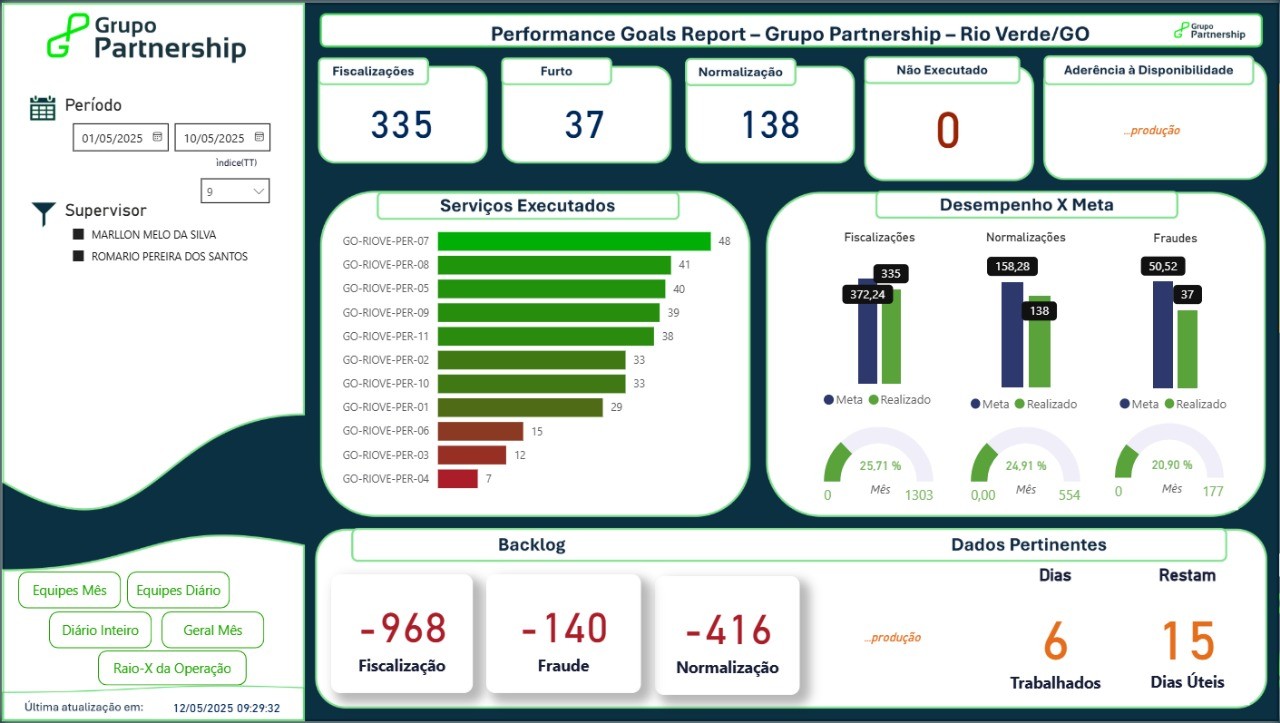 Grupo
Partnership
Período
01/05/2025 10/05/2025
ìndice(TT)
9
Supervisor
MARLLON MELO DA SILVA
ROMARIO PEREIRA DOS SANTOS
Equipes Mês Equipes Diário
Diário Inteiro Geral Mês
Raio-X da Operação
Última atualização em: 12/05/2025 09:29:32
Performance Goals Report – Grupo Partnership – Rio Verde/GO
Grupo
Partnership
Fiscalizações
335
Furto
37
Normalização
138
Não Executado
0
Aderência à Disponibilidade
...produção
Serviços Executados
GO-RIOVE-PER-07 48
GO-RIOVE-PER-08 41
GO-RIOVE-PER-05 40
GO-RIOVE-PER-09 39
GO-RIOVE-PER-11 38
GO-RIOVE-PER-02 33
GO-RIOVE-PER-10 33
GO-RIOVE-PER-01 29
GO-RIOVE-PER-06 15
GO-RIOVE-PER-03 12
GO-RIOVE-PER-04 7
Desempenho X Meta
Fiscalizações
335
372,24
Meta Realizado
25,71 %
0 Mês 1303
Normalizações
158,28
138
Meta Realizado
24,91 %
0,00 Mês 554
Fraudes
50,52
37
Meta Realizado
20,90 %
0 Mês 177
Backlog
-968
Fiscalização
-140
Fraude
-416
Normalização
Dados Pertinentes
...produção
Dias
6
Trabalhados
Restam
15
Dias Úteis